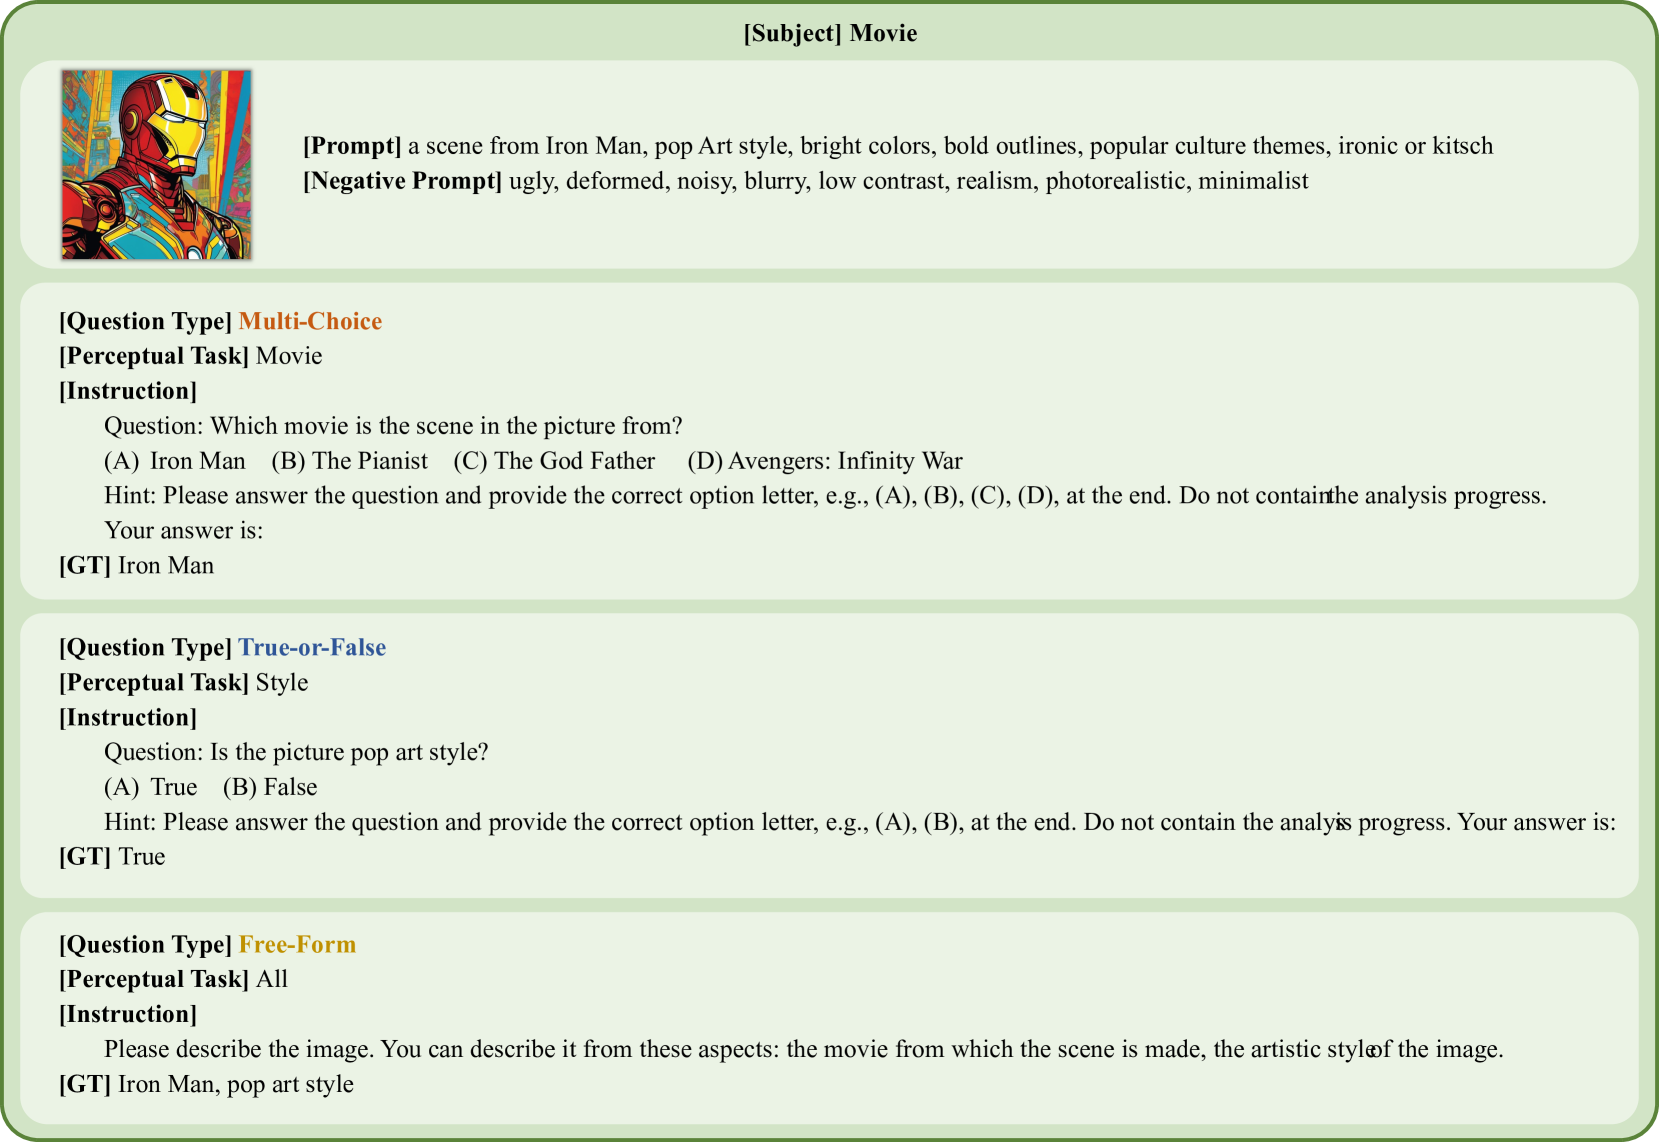 [Subject] Movie
[Prompt] a scene from Iron Man, pop Art style, bright colors, bold outlines, popular culture themes, ironic or kitsch
[Negative Prompt] ugly, deformed, noisy, blurry, low contrast, realism, photorealistic, minimalist
[Question Type] Multi-Choice
[Perceptual Task] Movie
[Instruction]
Question: Which movie is the scene in the picture from?
(A) Iron Man (B) The Pianist (C) The God Father (D) Avengers: Infinity War
Hint: Please answer the question and provide the correct option letter, e.g., (A), (B), (C), (D), at the end. Do not contain the analysis progress.
Your answer is:
[GT] Iron Man
[Question Type] True-or-False
[Perceptual Task] Style
[Instruction]
Question: Is the picture pop art style?
(A) True (B) False
Hint: Please answer the question and provide the correct option letter, e.g., (A), (B), at the end. Do not contain the analysis progress. Your answer is:
[GT] True
[Question Type] Free-Form
[Perceptual Task] All
[Instruction]
Please describe the image. You can describe it from these aspects: the movie from which the scene is made, the artistic style of the image.
[GT] Iron Man, pop art style